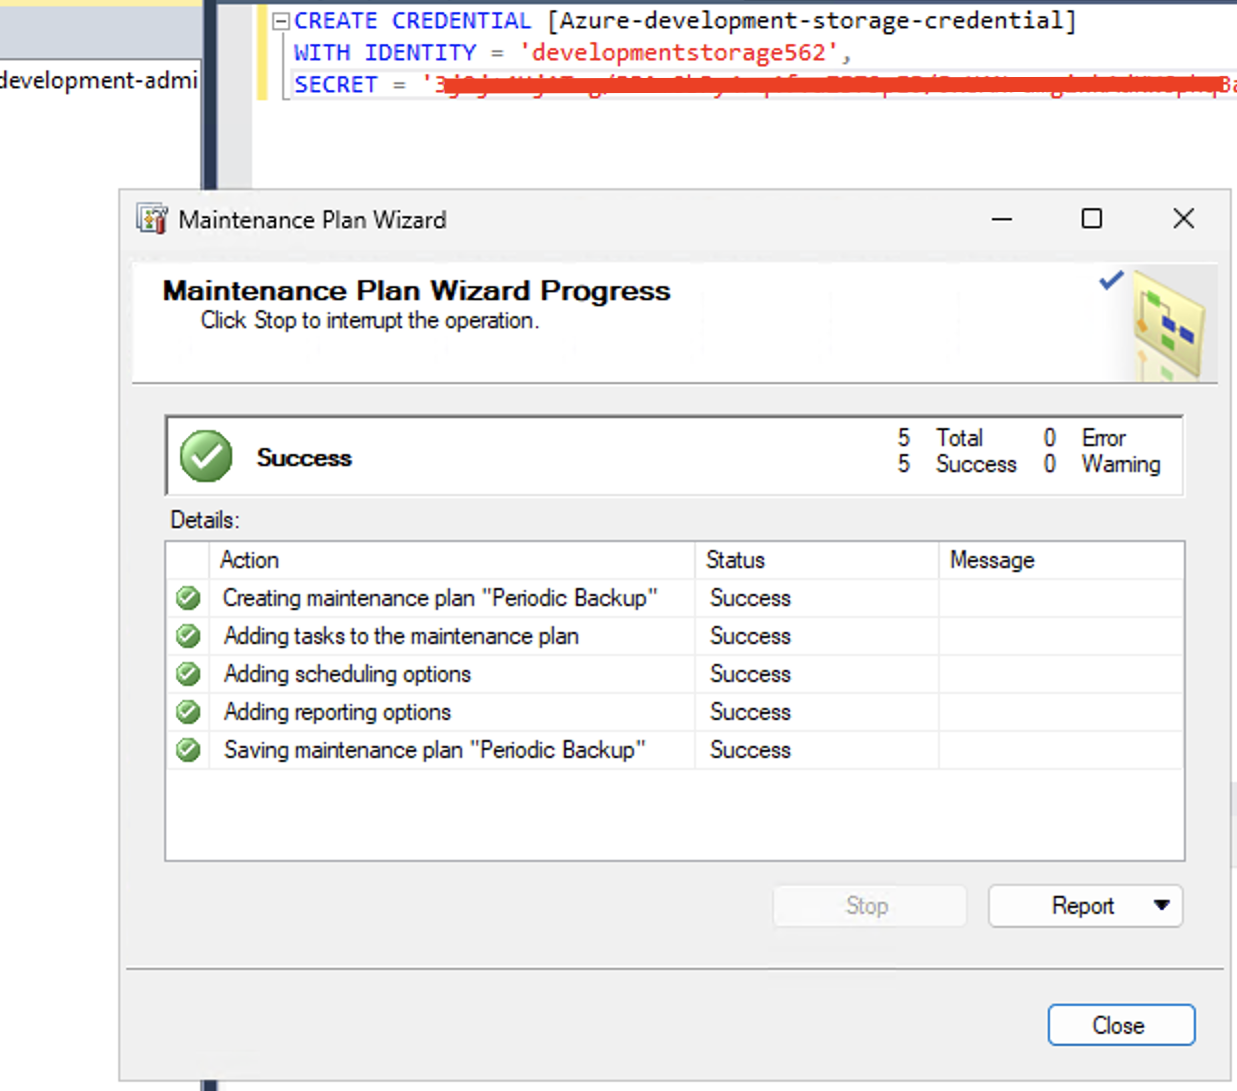 CREATE CREDENTIAL [Azure-development-storage-credential]
WITH IDENTITY = 'developmentstorage562',
development-admi
SECRET = '
Maintenance Plan Wizard
Maintenance Plan Wizard Progress
Click Stop to interrupt the operation.
Success
5 Total 0 Error
5 Success 0 Warning
Details:
Action Status Message
Creating maintenance plan "Periodic Backup" Success
Adding tasks to the maintenance plan Success
Adding scheduling options Success
Adding reporting options Success
Saving maintenance plan "Periodic Backup" Success
Stop Report
Close